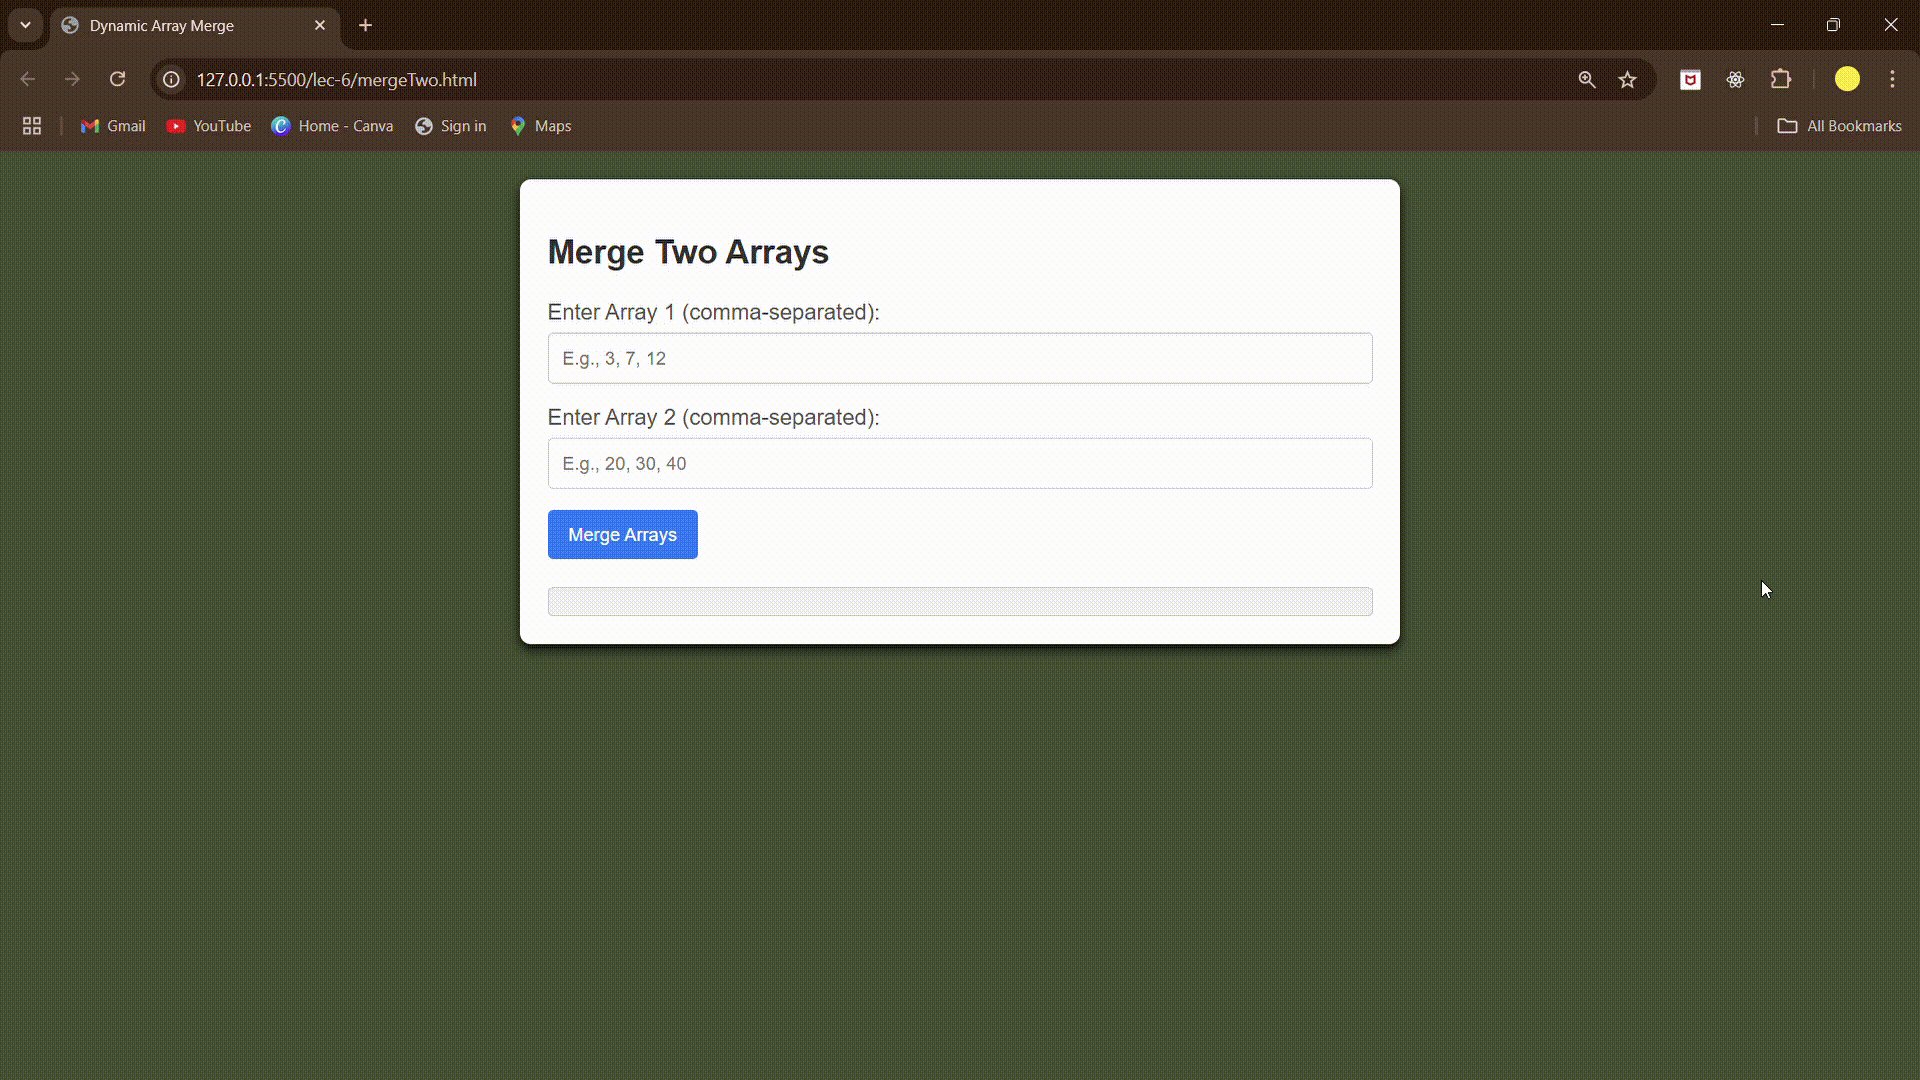 Dynamic Array Merge
127.0.0.1:5500/lec-6/mergeTwo.html
Gmail YouTube Home - Canva Sign in Maps All Bookmarks
Merge Two Arrays
Enter Array 1 (comma-separated):
E.g., 3, 7, 12
Enter Array 2 (comma-separated):
E.g., 20, 30, 40
Merge Arrays